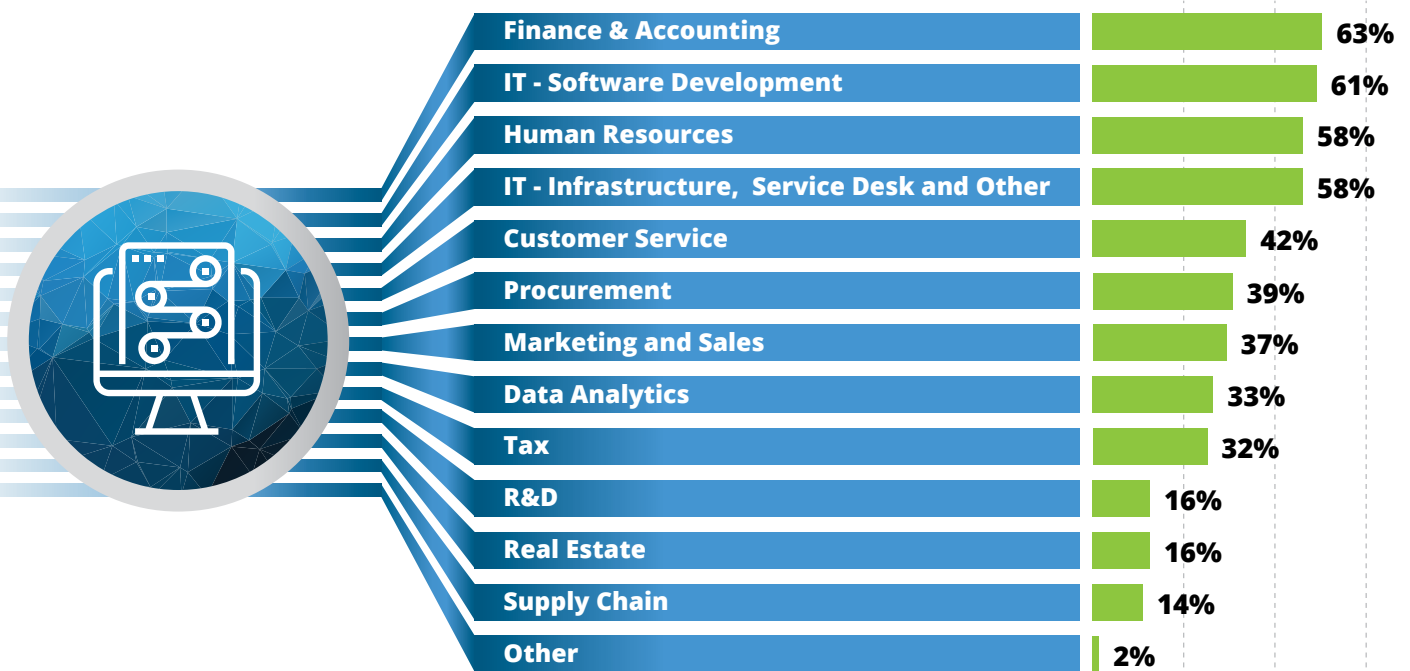 Finance & Accounting 63%
IT - Software Development 61%
Human Resources 58%
IT - Infrastructure, Service Desk and Other 58%
Customer Service 42%
Procurement 39%
Marketing and Sales 37%
Data Analytics 33%
Tax 32%
R&D 16%
Real Estate 16%
Supply Chain 14%
Other 2%